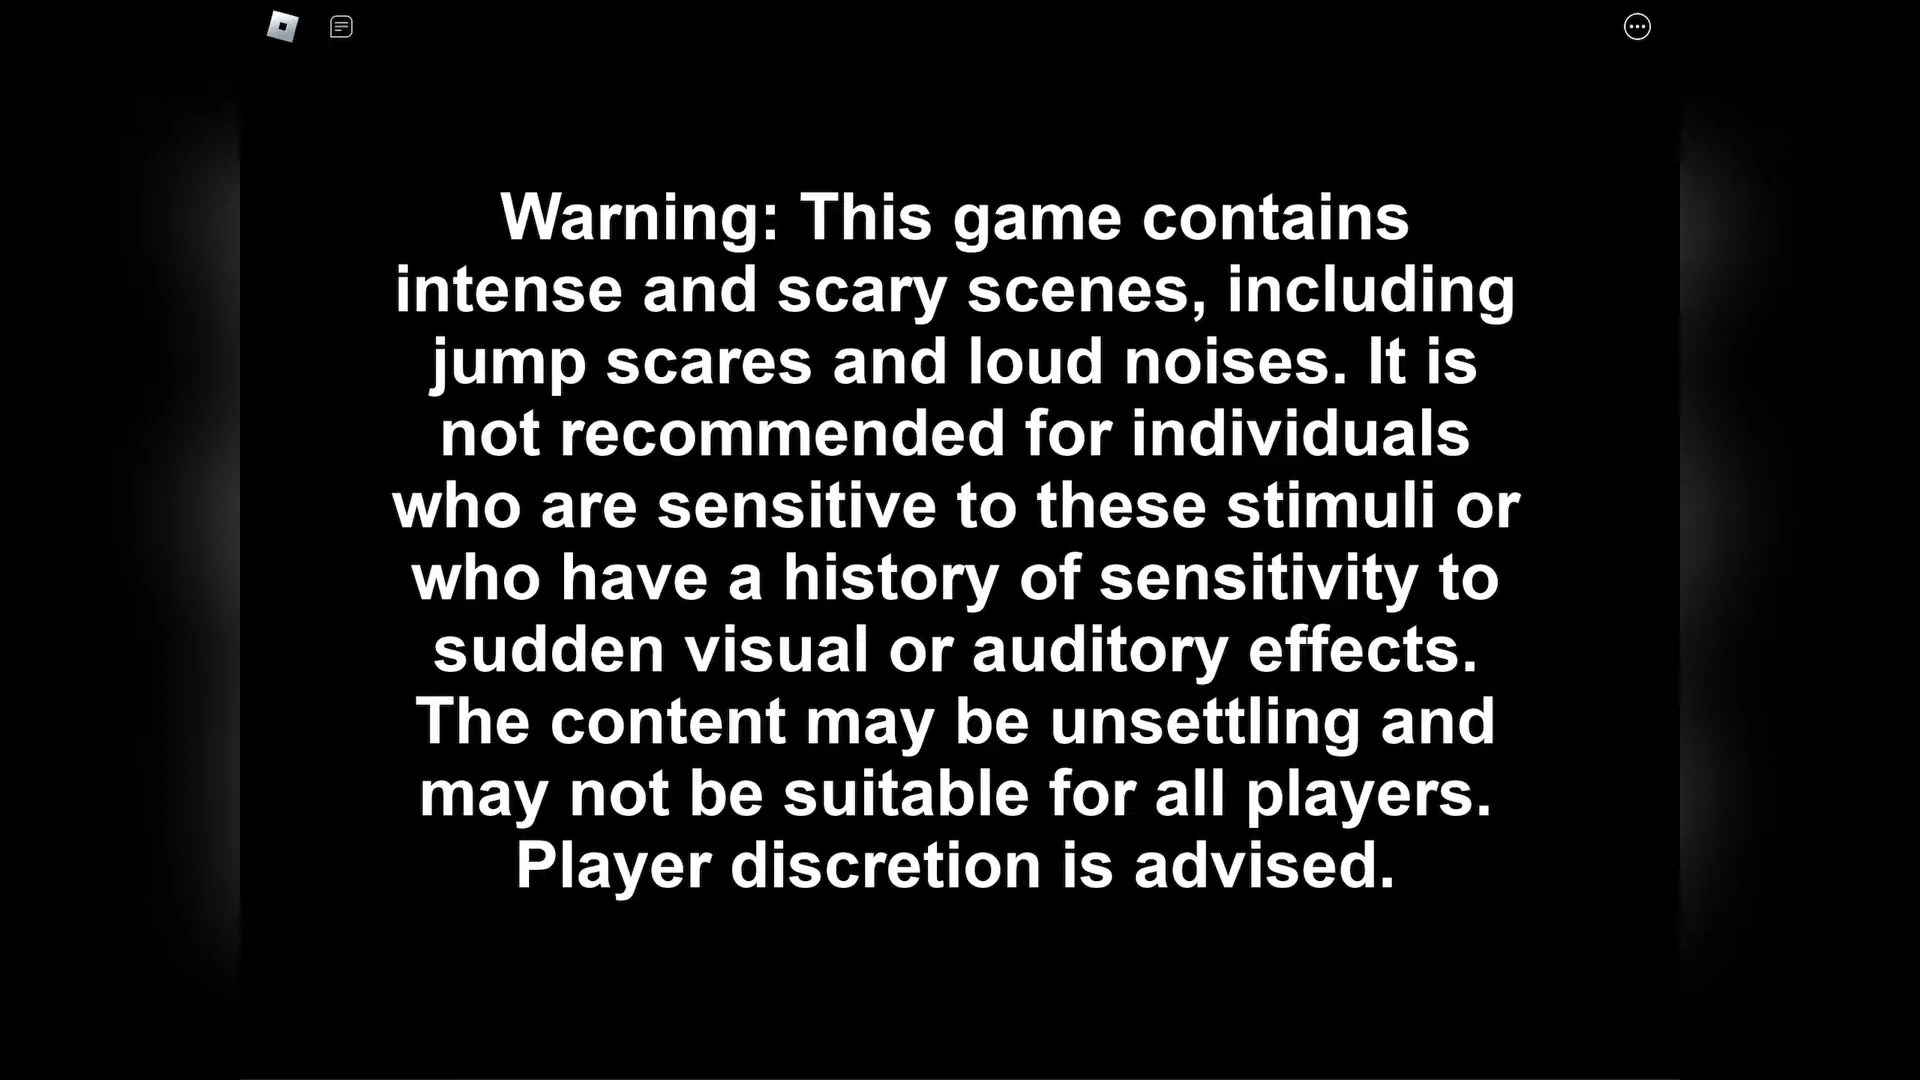 Warning: This game contains
intense and scary scenes, including
jump scares and loud noises. It is
not recommended for individuals
who are sensitive to these stimuli or
who have a history of sensitivity to
sudden visual or auditory effects.
The content may be unsettling and
may not be suitable for all players.
Player discretion is advised.